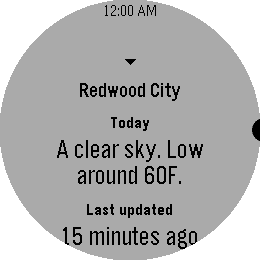 12:00 AM
Redwood City
Today
A clear sky. Low
around 60F.
Last updated
15 minutes ago